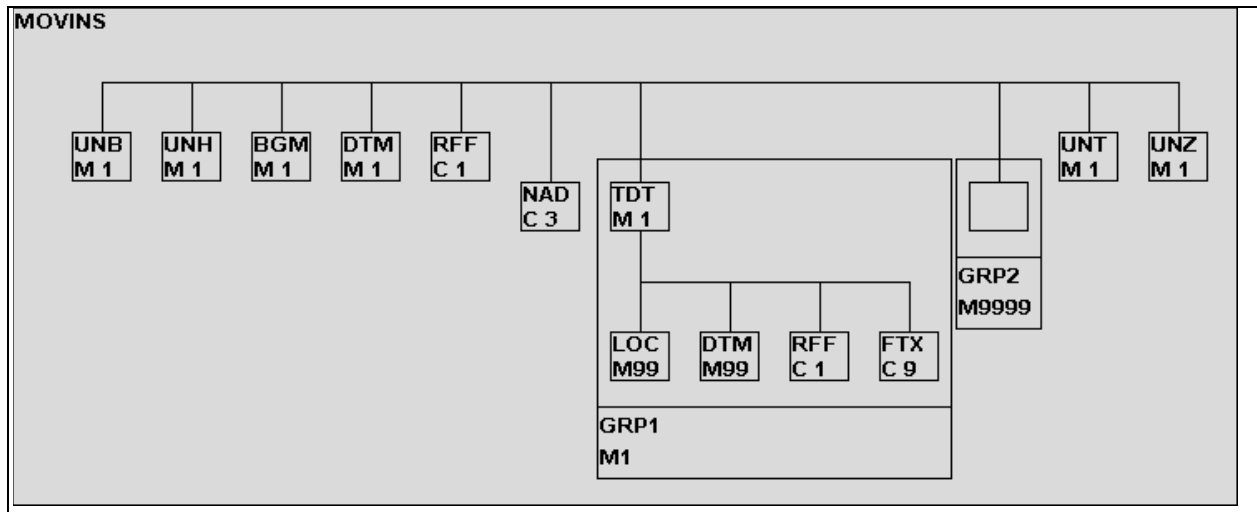 MOVINS
UNB
M 1
UNH
M 1
BGM
M 1
DTM
M 1
RFF
C 1
NAD
C 3
TDT
M 1
LOC
M99
DTM
M99
RFF
C 1
FTX
C 9
GRP1
M1
GRP2
M9999
UNT
M 1
UNZ
M 1